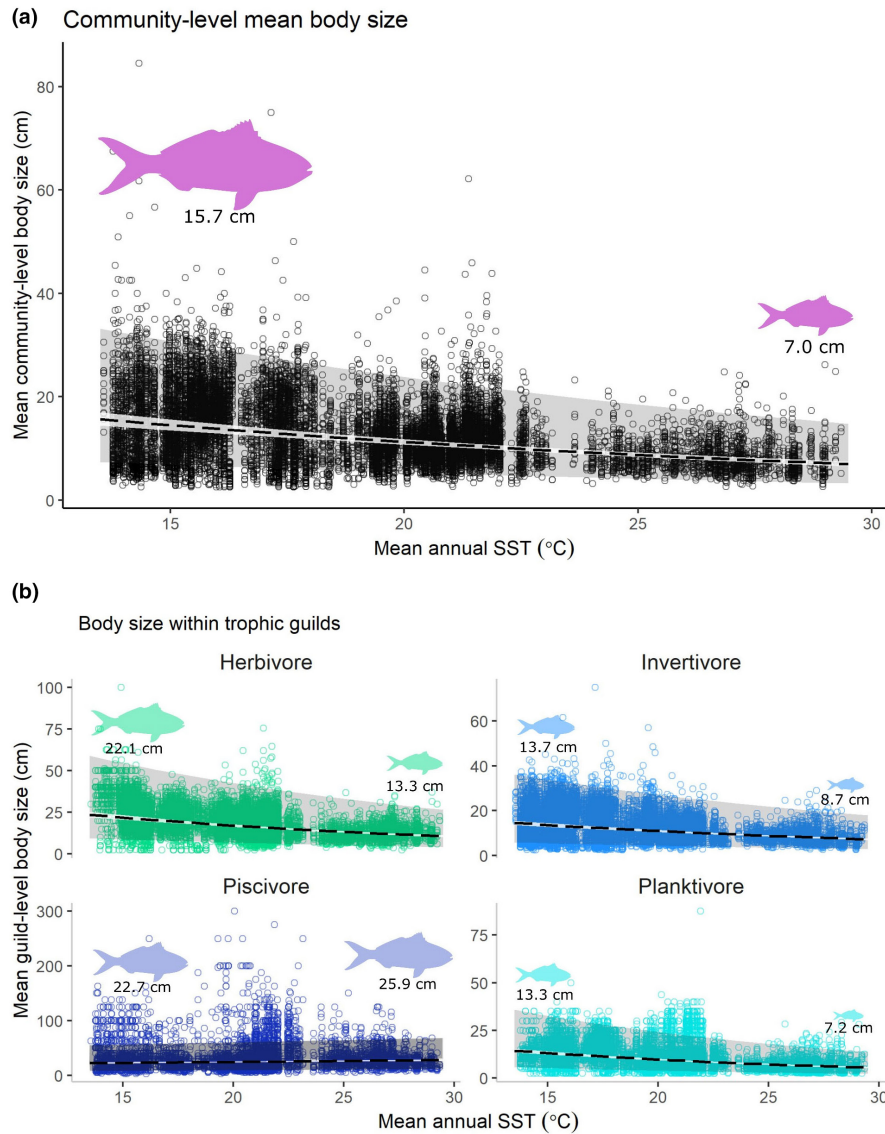 (a) Community-level mean body size
80
60
40
20
0
Mean community-level body size (cm)
15.7 cm
7.0 cm
15 20 25 30
Mean annual SST (°C)
(b)
Body size within trophic guilds
Herbivore Invertivore
100
75
50
25
0
22.1 cm
13.3 cm
60
40
20
0
13.7 cm
8.7 cm
Mean guild-level body size (cm)
Piscivore Planktivore
300
200
100
0
22.7 cm
25.9 cm
75
50
25
0
13.3 cm
7.2 cm
15 20 25 30 15 20 25 30
Mean annual SST (°C)